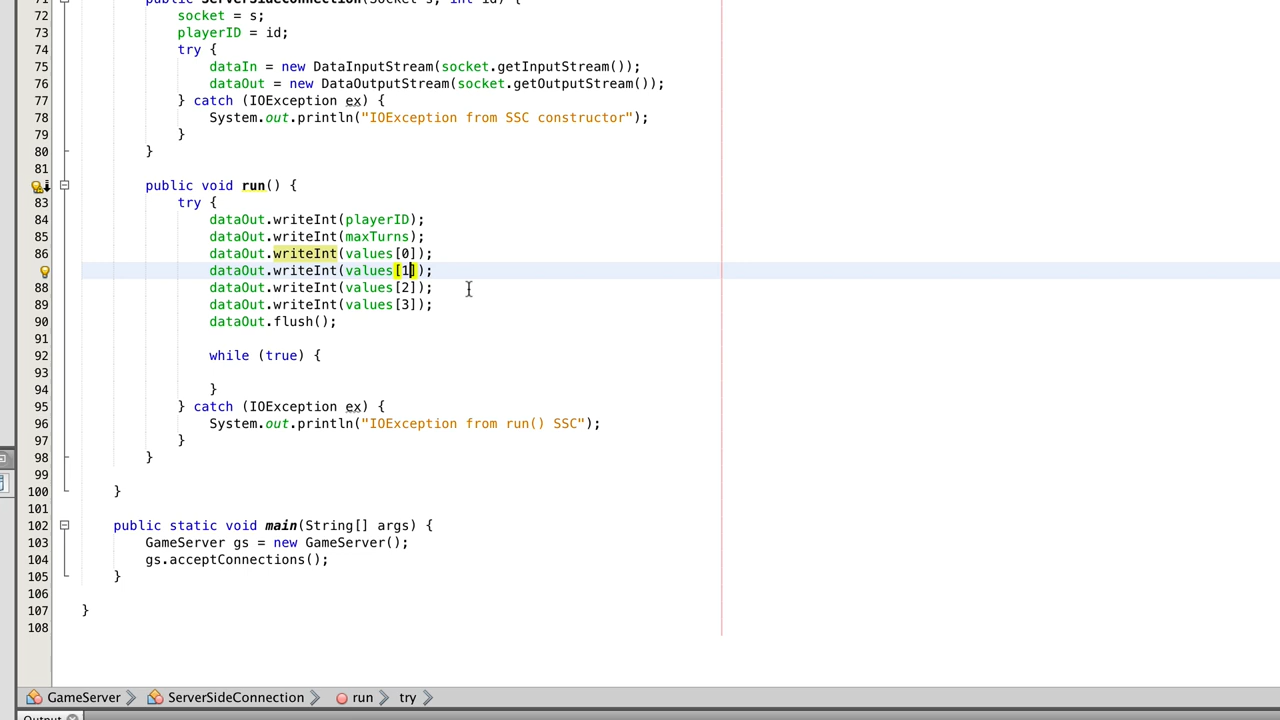 71 public ServerSideConnection(Socket s, int id) {
72 socket = s;
73 playerID = id;
74 try {
75 dataIn = new DataInputStream(socket.getInputStream());
76 dataOut = new DataOutputStream(socket.getOutputStream());
77 } catch (IOException ex) {
78 System.out.println("IOException from SSC constructor");
79 }
80 }
81
public void run() {
83 try {
84 dataOut.writeInt(playerID);
85 dataOut.writeInt(maxTurns);
86 dataOut.writeInt(values[0]);
dataOut.writeInt(values[1]);
88 dataOut.writeInt(values[2]);
89 dataOut.writeInt(values[3]);
90 dataOut.flush();
91
92 while (true) {
93
94 }
95 } catch (IOException ex) {
96 System.out.println("IOException from run() SSC");
97 }
98 }
99
100 }
101
102 public static void main(String[] args) {
103 GameServer gs = new GameServer();
104 gs.acceptConnections();
105 }
106
107 }
108
GameServer ServerSideConnection run try
Output